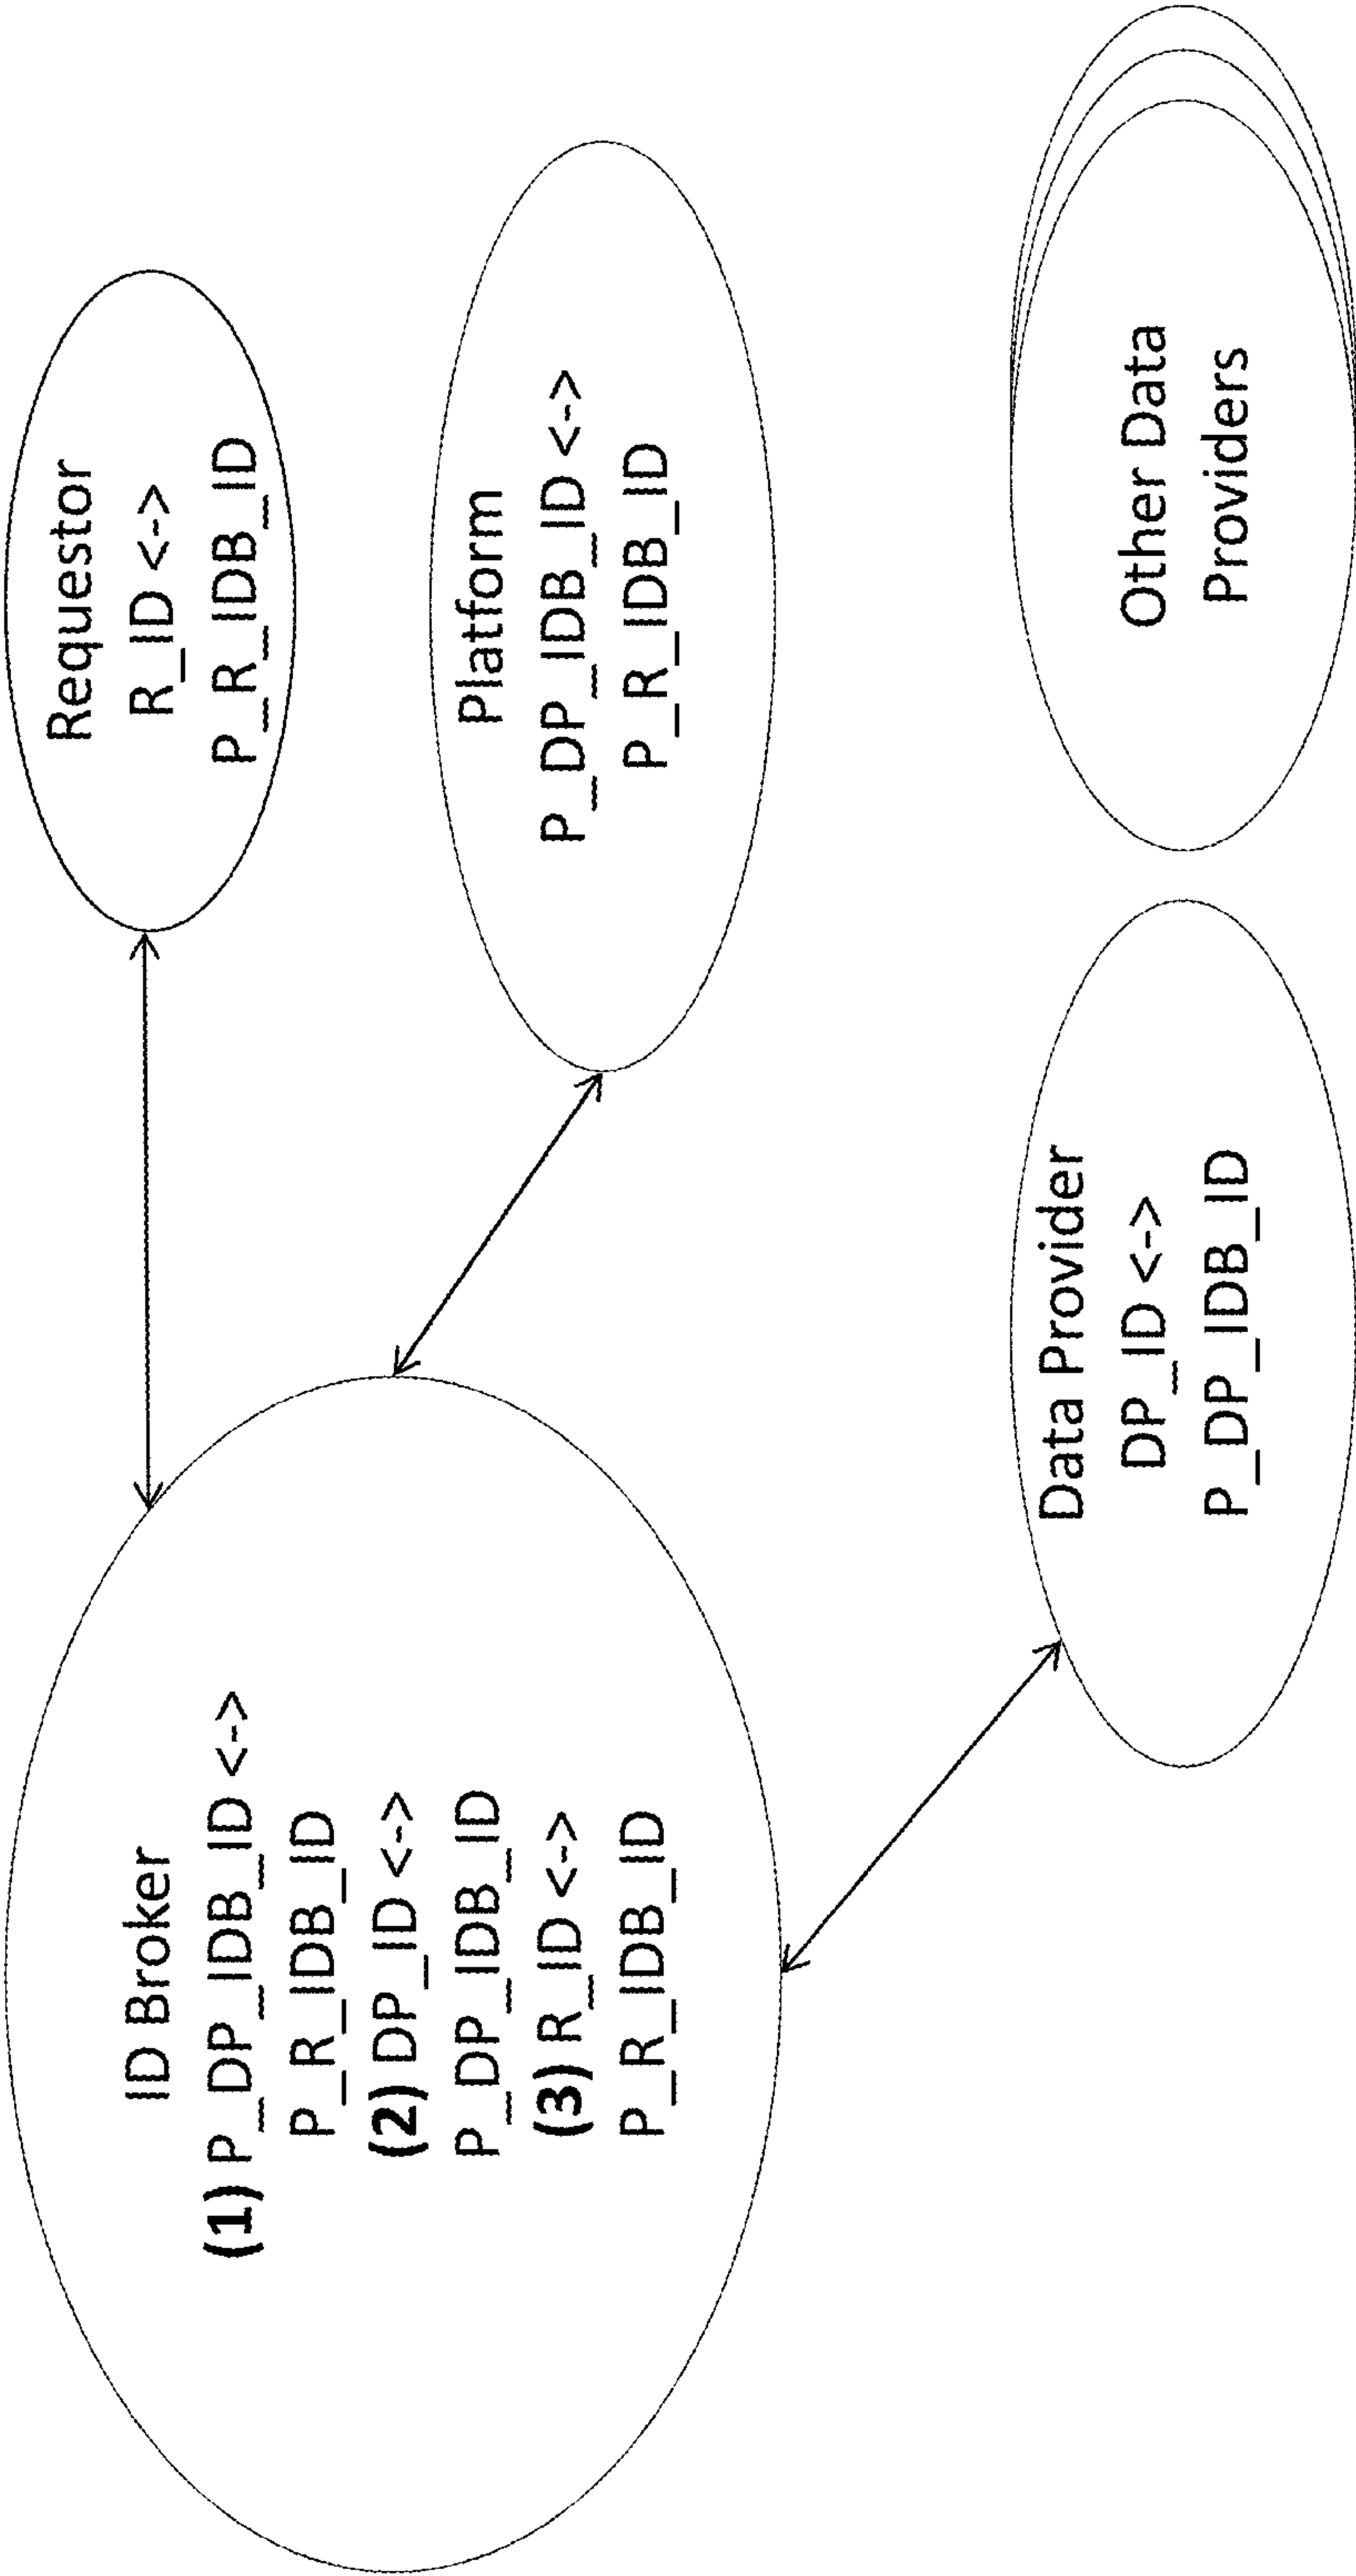 ID Broker
(1) P_DP_IDB_ID <->
P_R_IDB_ID
(2) DP_ID <->
P_DP_IDB_ID
(3) R_ID <->
P_R_IDB_ID
Requestor
R_ID <->
P_R_IDB_ID
Platform
P_DP_IDB_ID <->
P_R_IDB_ID
Data Provider
DP_ID <->
P_DP_IDB_ID
Other Data
Providers